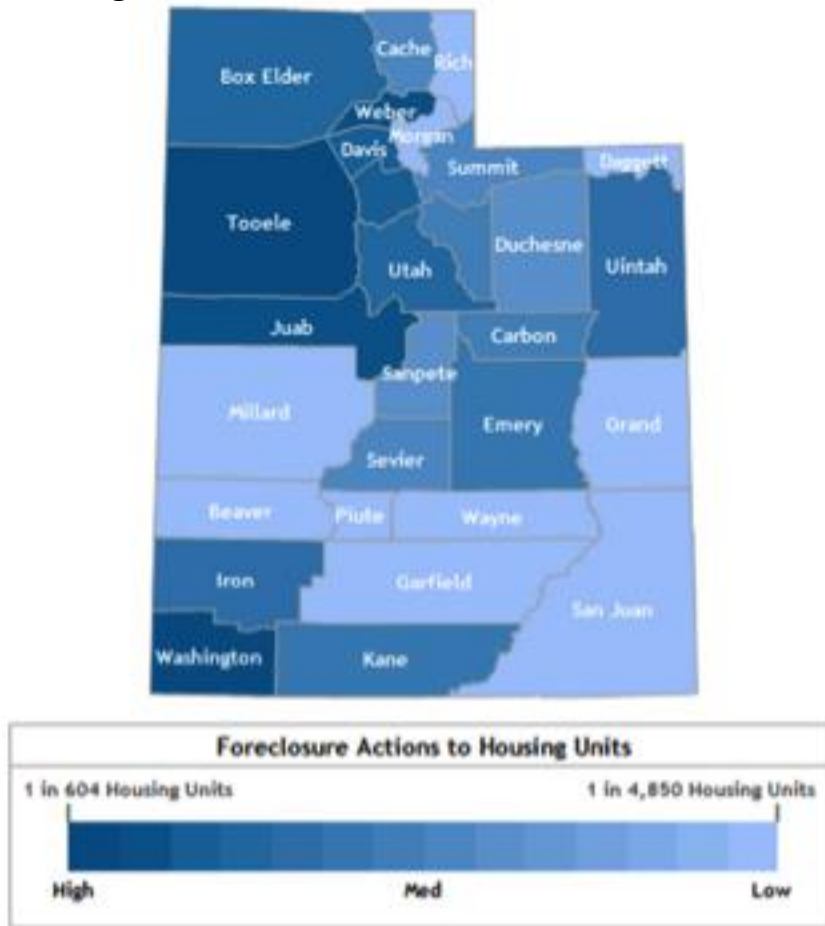 Cache
Rich
Box Elder
Weber
Morgan
Davis
Summit
Daggett
Tooele
Duchesne
Uintah
Utah
Juab
Carbon
Sanpete
Millard
Emery
Grand
Sevier
Beaver
Piute
Wayne
Iron
Garfield
San Juan
Washington
Kane
Foreclosure Actions to Housing Units
1 in 604 Housing Units
1 in 4,850 Housing Units
High
Med
Low